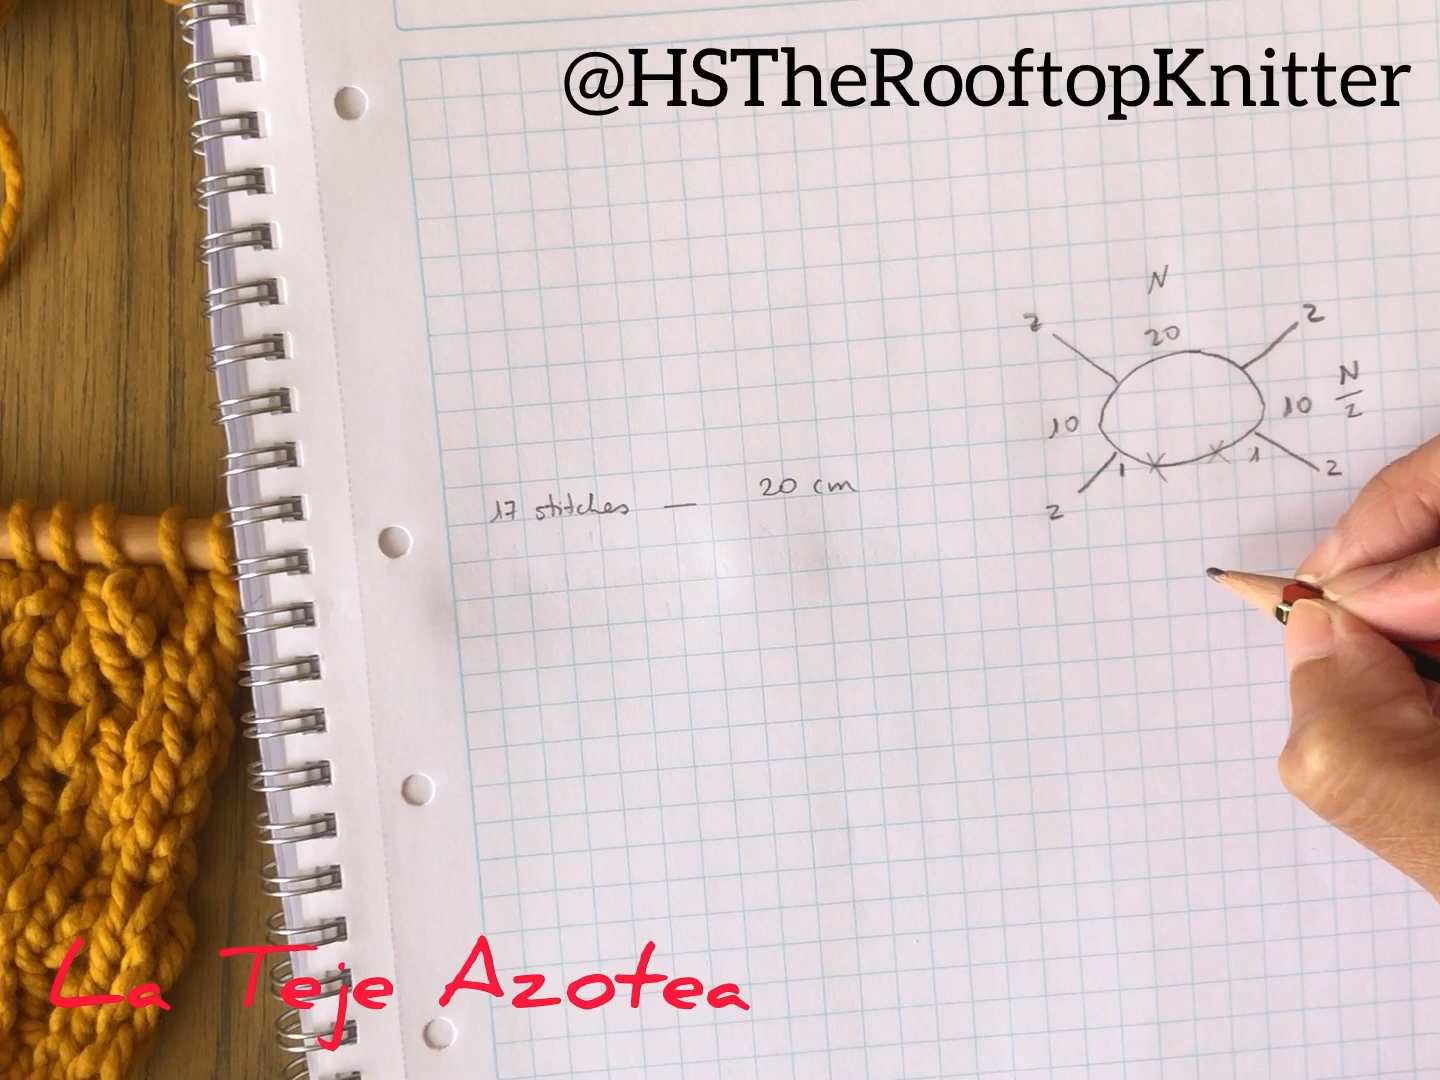 @HSTheRooftopKnitter
N
2 20 2
10 10 N/2
1 1 2
2
17 stitches — 20 cm
La Teje Azotea